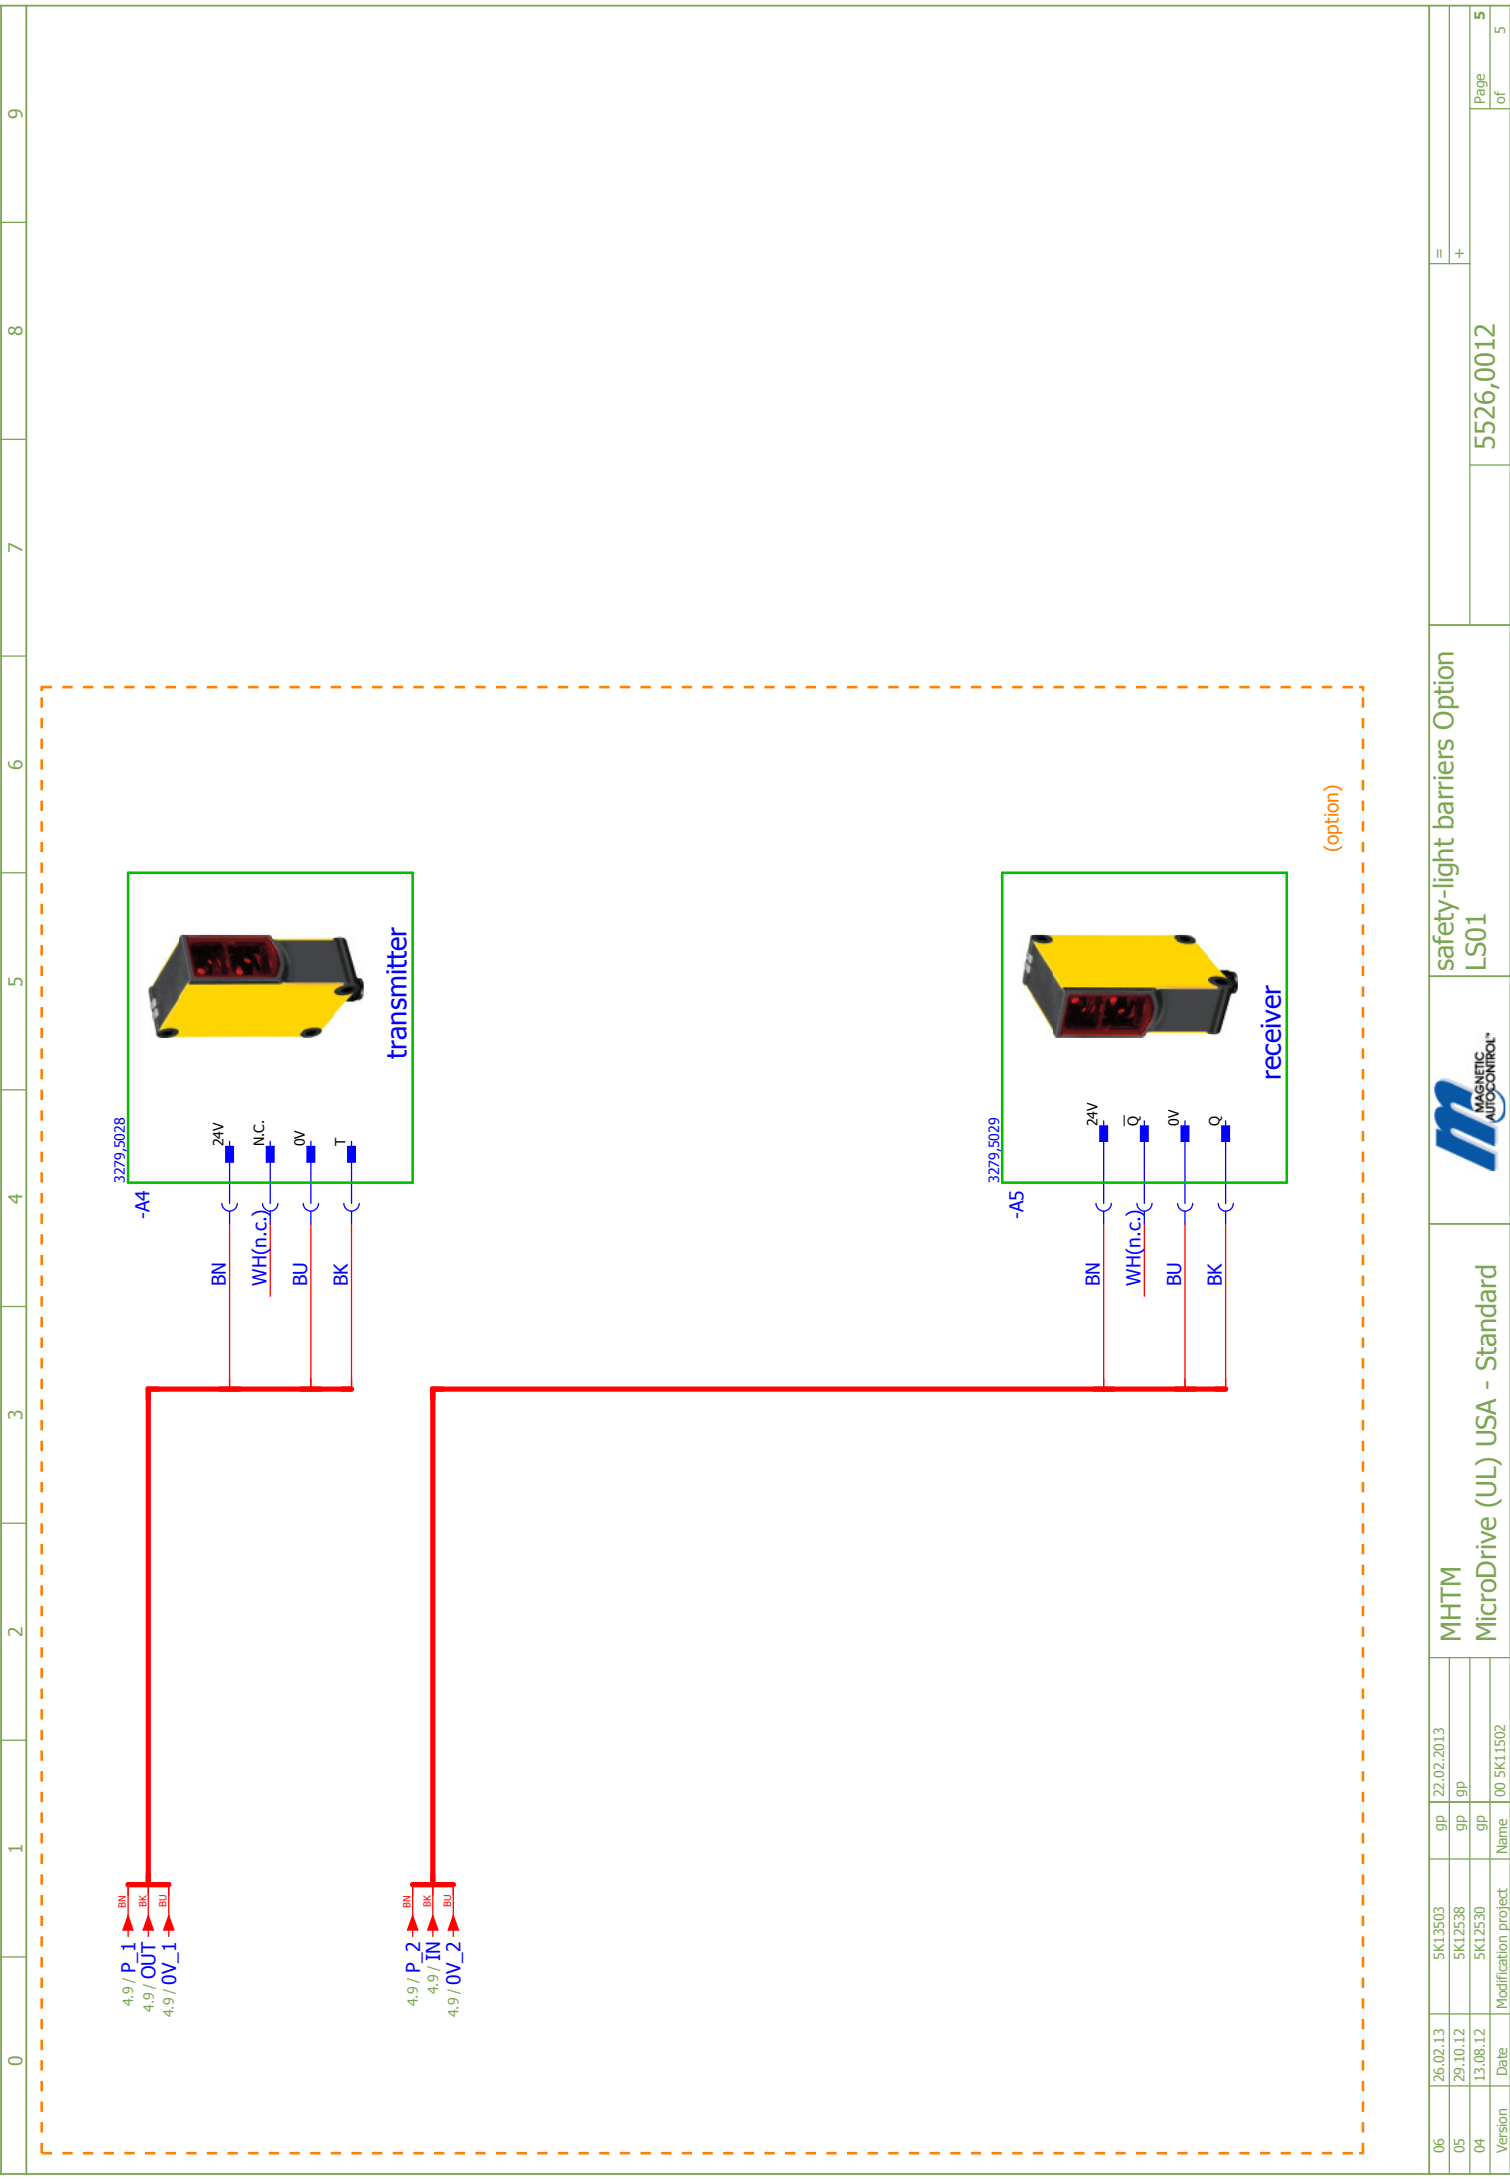 0 1 2 3 4 5 6 7 8 9
4.9 / P_1 BN
4.9 / OUT BK
4.9 / 0V_1 BU
4.9 / P_2 BN
4.9 / IN BK
4.9 / 0V_2 BU
-A4
3279,5028
BN 24V
WH(n.c.) N.C.
BU 0V
BK T
transmitter
-A5
3279,5029
BN 24V
WH(n.c.) Q̅
BU 0V
BK Q
receiver
(option)
06 26.02.13 5K13503 gp 22.02.2013
05 29.10.12 5K12538 gp gp
04 13.08.12 5K12530 gp
Version Date Modification project Name 00 5K11502
MHTM
MicroDrive (UL) USA - Standard
MAGNETIC
AUTOCONTROL™
safety-light barriers Option
LS01
=
+
5526,0012
Page 5
of 5